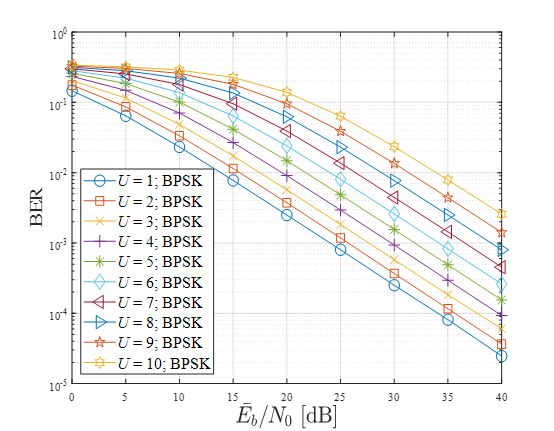 10^0
10^-1
10^-2
10^-3
10^-4
10^-5
BER
U = 1; BPSK
U = 2; BPSK
U = 3; BPSK
U = 4; BPSK
U = 5; BPSK
U = 6; BPSK
U = 7; BPSK
U = 8; BPSK
U = 9; BPSK
U = 10; BPSK
0 5 10 15 20 25 30 35 40
Ē_b/N_0 [dB]